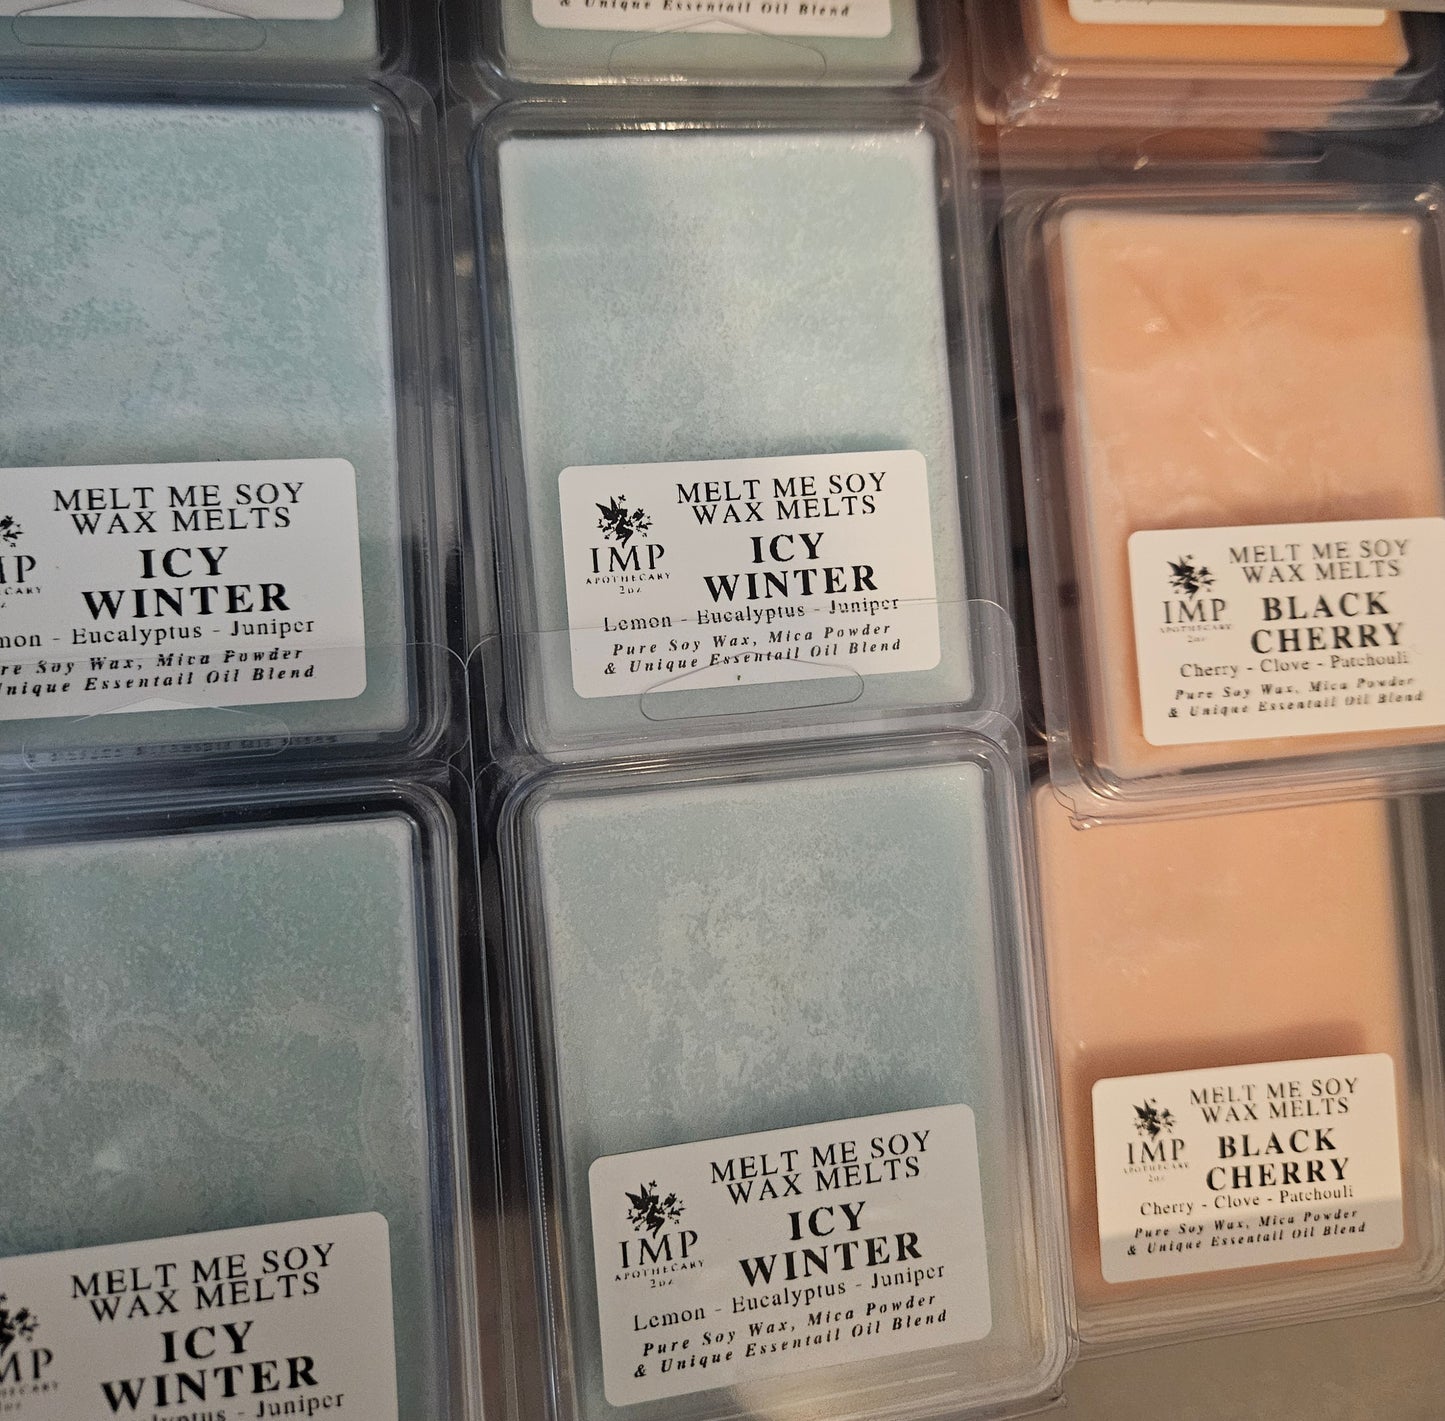 & Unique Essentail Oil Blend
MELT ME SOY
WAX MELTS
ICY
WINTER
- Eucalyptus - Juniper
Soy Wax, Mica Powder
Unique Essentail Oil Blend
MELT ME SOY
WAX MELTS
ICY
WINTER
IMP
APOTHECARY
2oz
Lemon - Eucalyptus - Juniper
Pure Soy Wax, Mica Powder
& Unique Essentail Oil Blend
MELT ME SOY
WAX MELTS
BLACK
CHERRY
IMP
APOTHECARY
2oz
Cherry - Clove - Patchouli
Pure Soy Wax, Mica Powder
& Unique Essentail Oil Blend
MELT ME SOY
WAX MELTS
ICY
WINTER
Juniper
MELT ME SOY
WAX MELTS
ICY
WINTER
IMP
APOTHECARY
2oz
Lemon - Eucalyptus - Juniper
Pure Soy Wax, Mica Powder
& Unique Essentail Oil Blend
MELT ME SOY
WAX MELTS
BLACK
CHERRY
IMP
APOTHECARY
2oz
Cherry - Clove - Patchouli
Pure Soy Wax, Mica Powder
& Unique Essentail Oil Blend